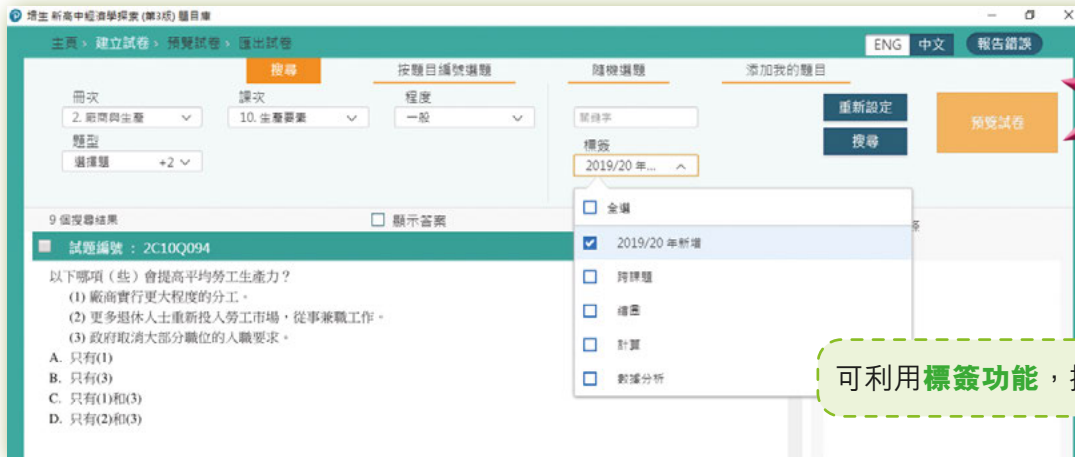 培生 新高中經濟學探索 (第3版) 題目庫
主頁 › 建立試卷 › 預覽試卷 › 匯出試卷
ENG 中文 報告錯誤
搜尋 按題目編號選題 隨機選題 添加我的題目
冊次 課次 程度
2. 廠商與生產 10. 生產要素 一般 關鍵字
重新設定
預覽試卷
題型 標籤 搜尋
選擇題 +2 2019/20 年...
9 個搜尋結果 顯示答案
全選
試題編號 : 2C10Q094
2019/20 年新增
以下哪項（些）會提高平均勞工生產力？
跨課題
(1) 廠商實行更大程度的分工。
(2) 更多退休人士重新投入勞工市場，從事兼職工作。
繪圖
(3) 政府取消大部分職位的入職要求。
計算
A. 只有(1)
B. 只有(3)
數據分析
C. 只有(1)和(3)
D. 只有(2)和(3)
可利用標籤功能，